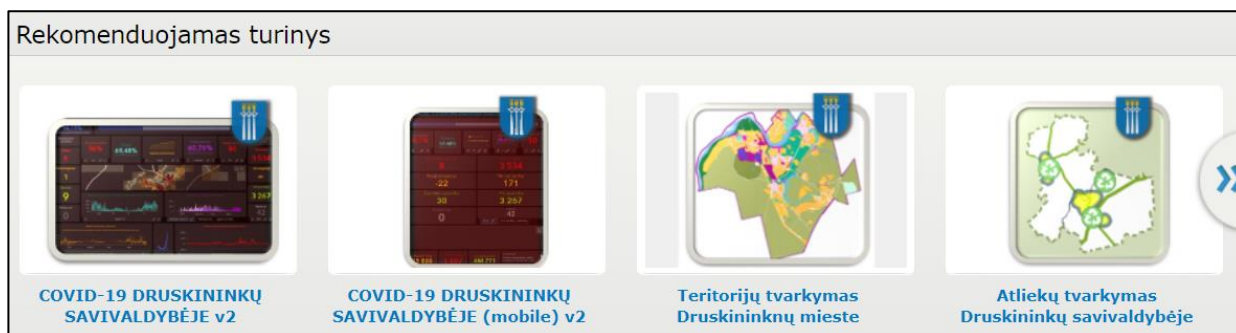 Rekomenduojamas turinys
COVID-19 DRUSKININKŲ
SAVIVALDYBĖJE v2
COVID-19 DRUSKININKŲ
SAVIVALDYBĖJE (mobile) v2
Teritorijų tvarkymas
Druskininknų mieste
Atliekų tvarkymas
Druskininkų savivaldybėje